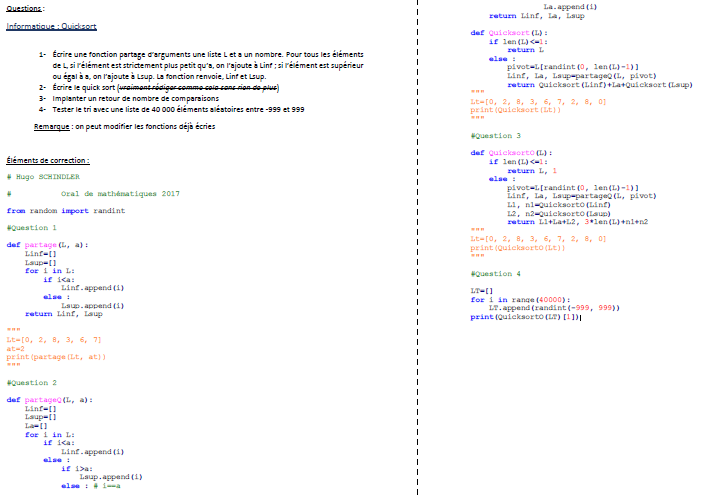 Questions :
Informatique : Quicksort
1- Écrire une fonction partage d'arguments une liste L et a un nombre. Pour tous les éléments
de L, si l'élément est strictement plus petit qu'a, on l'ajoute à Linf ; si l'élément est supérieur
ou égal à a, on l'ajoute à Lsup. La fonction renvoie, Linf et Lsup.
2- Écrire le quick sort (vraiment rédiger comme cela sans rien de plus)
3- Implanter un retour de nombre de comparaisons
4- Tester le tri avec une liste de 40 000 éléments aléatoires entre -999 et 999
Remarque : on peut modifier les fonctions déjà écries
Éléments de correction :
# Hugo SCHINDLER
# Oral de mathématiques 2017
from random import randint
#Question 1
def partage(L, a):
Linf=[]
Lsup=[]
for i in L:
if i<a:
Linf.append(i)
else :
Lsup.append(i)
return Linf, Lsup
"""
Lt=[0, 2, 8, 3, 6, 7]
at=2
print(partage(Lt, at))
"""
#Question 2
def partageQ(L, a):
Linf=[]
Lsup=[]
La=[]
for i in L:
if i<a:
Linf.append(i)
else :
if i>a:
Lsup.append(i)
else : # i==a
La.append(i)
return Linf, La, Lsup
def Quicksort(L):
if len(L)<=1:
return L
else :
pivot=L[randint(0, len(L)-1)]
Linf, La, Lsup=partageQ(L, pivot)
return Quicksort(Linf)+La+Quicksort(Lsup)
"""
Lt=[0, 2, 8, 3, 6, 7, 2, 8, 0]
print(Quicksort(Lt))
"""
#Question 3
def QuicksortO(L):
if len(L)<=1:
return L, 1
else :
pivot=L[randint(0, len(L)-1)]
Linf, La, Lsup=partageQ(L, pivot)
L1, n1=QuicksortO(Linf)
L2, n2=QuicksortO(Lsup)
return L1+La+L2, 3*len(L)+n1+n2
"""
Lt=[0, 2, 8, 3, 6, 7, 2, 8, 0]
print(QuicksortO(Lt))
"""
#Question 4
LT=[]
for i in range(40000):
LT.append(randint(-999, 999))
print(QuicksortO(LT)[1])